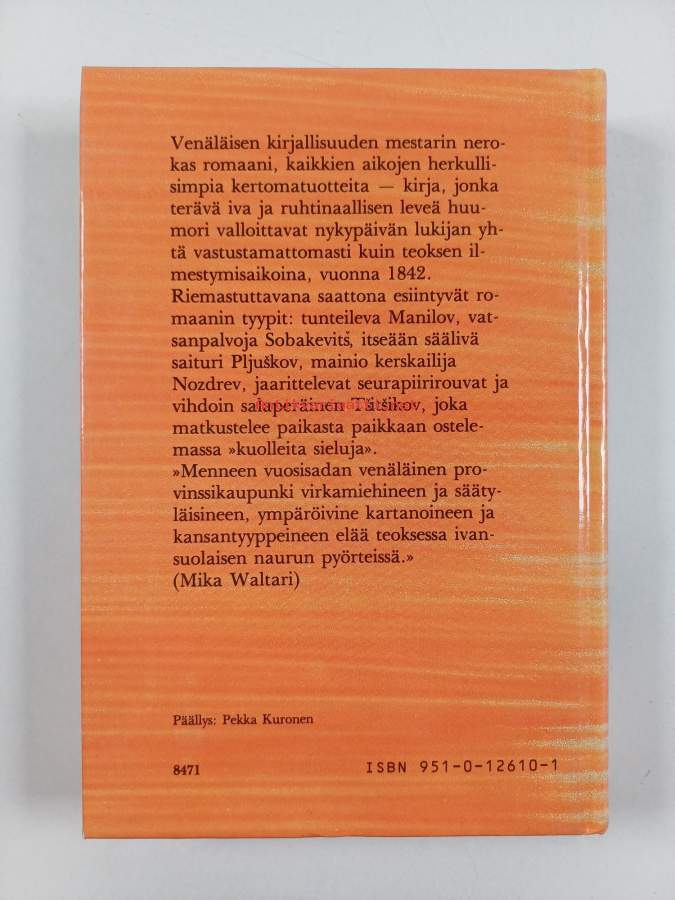 Venäläisen kirjallisuuden mestarin nero-
kas romaani, kaikkien aikojen herkulli-
simpia kertomatuotteita — kirja, jonka
terävä iva ja ruhtinaallisen leveä huu-
mori valloittavat nykypäivän lukijan yh-
tä vastustamattomasti kuin teoksen il-
mestymisaikoina, vuonna 1842.
Riemastuttavana saattona esiintyvät ro-
maanin tyypit: tunteileva Manilov, vat-
sanpalvoja Sobakevitš, itseään säälivä
saituri Pljuškov, mainio kerskailija
Nozdrev, jaarittelevat seurapiirirouvat ja
vihdoin salaperäinen Tšitšikov, joka
matkustelee paikasta paikkaan ostele-
massa »kuolleita sieluja».
»Menneen vuosisadan venäläinen pro-
vinssikaupunki virkamiehineen ja sääty-
läisineen, ympäröivine kartanoineen ja
kansantyyppeineen elää teoksessa ivan-
suolaisen naurun pyörteissä.»
(Mika Waltari)
Päällys: Pekka Kuronen
8471
ISBN 951-0-12610-1